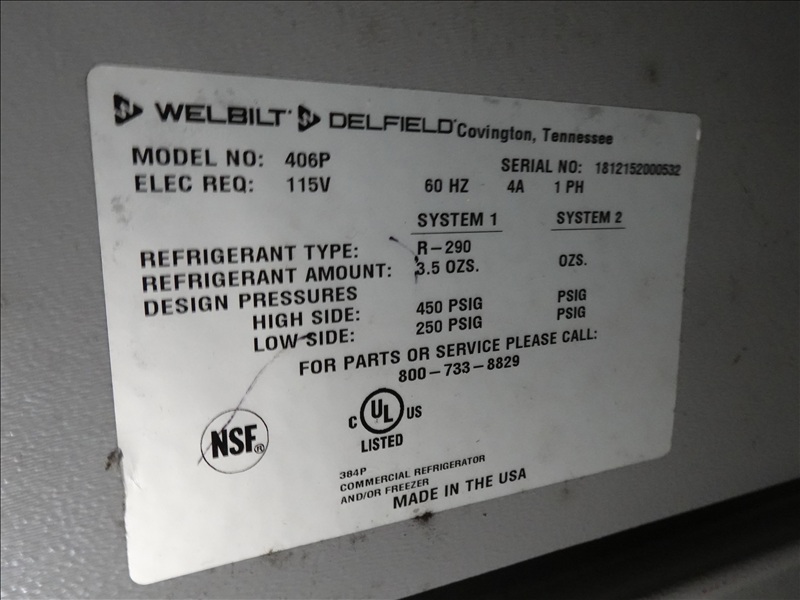 WELBILT DELFIELD Covington, Tennessee
MODEL NO: 406P SERIAL NO: 1812152000532
ELEC REQ: 115V 60 HZ 4A 1 PH
SYSTEM 1 SYSTEM 2
REFRIGERANT TYPE: R-290
REFRIGERANT AMOUNT: 3.5 OZS. OZS.
DESIGN PRESSURES
HIGH SIDE: 450 PSIG PSIG
LOW SIDE: 250 PSIG PSIG
FOR PARTS OR SERVICE PLEASE CALL:
800-733-8829
NSF®
C UL US
LISTED
384P
COMMERCIAL REFRIGERATOR
AND/OR FREEZER
MADE IN THE USA